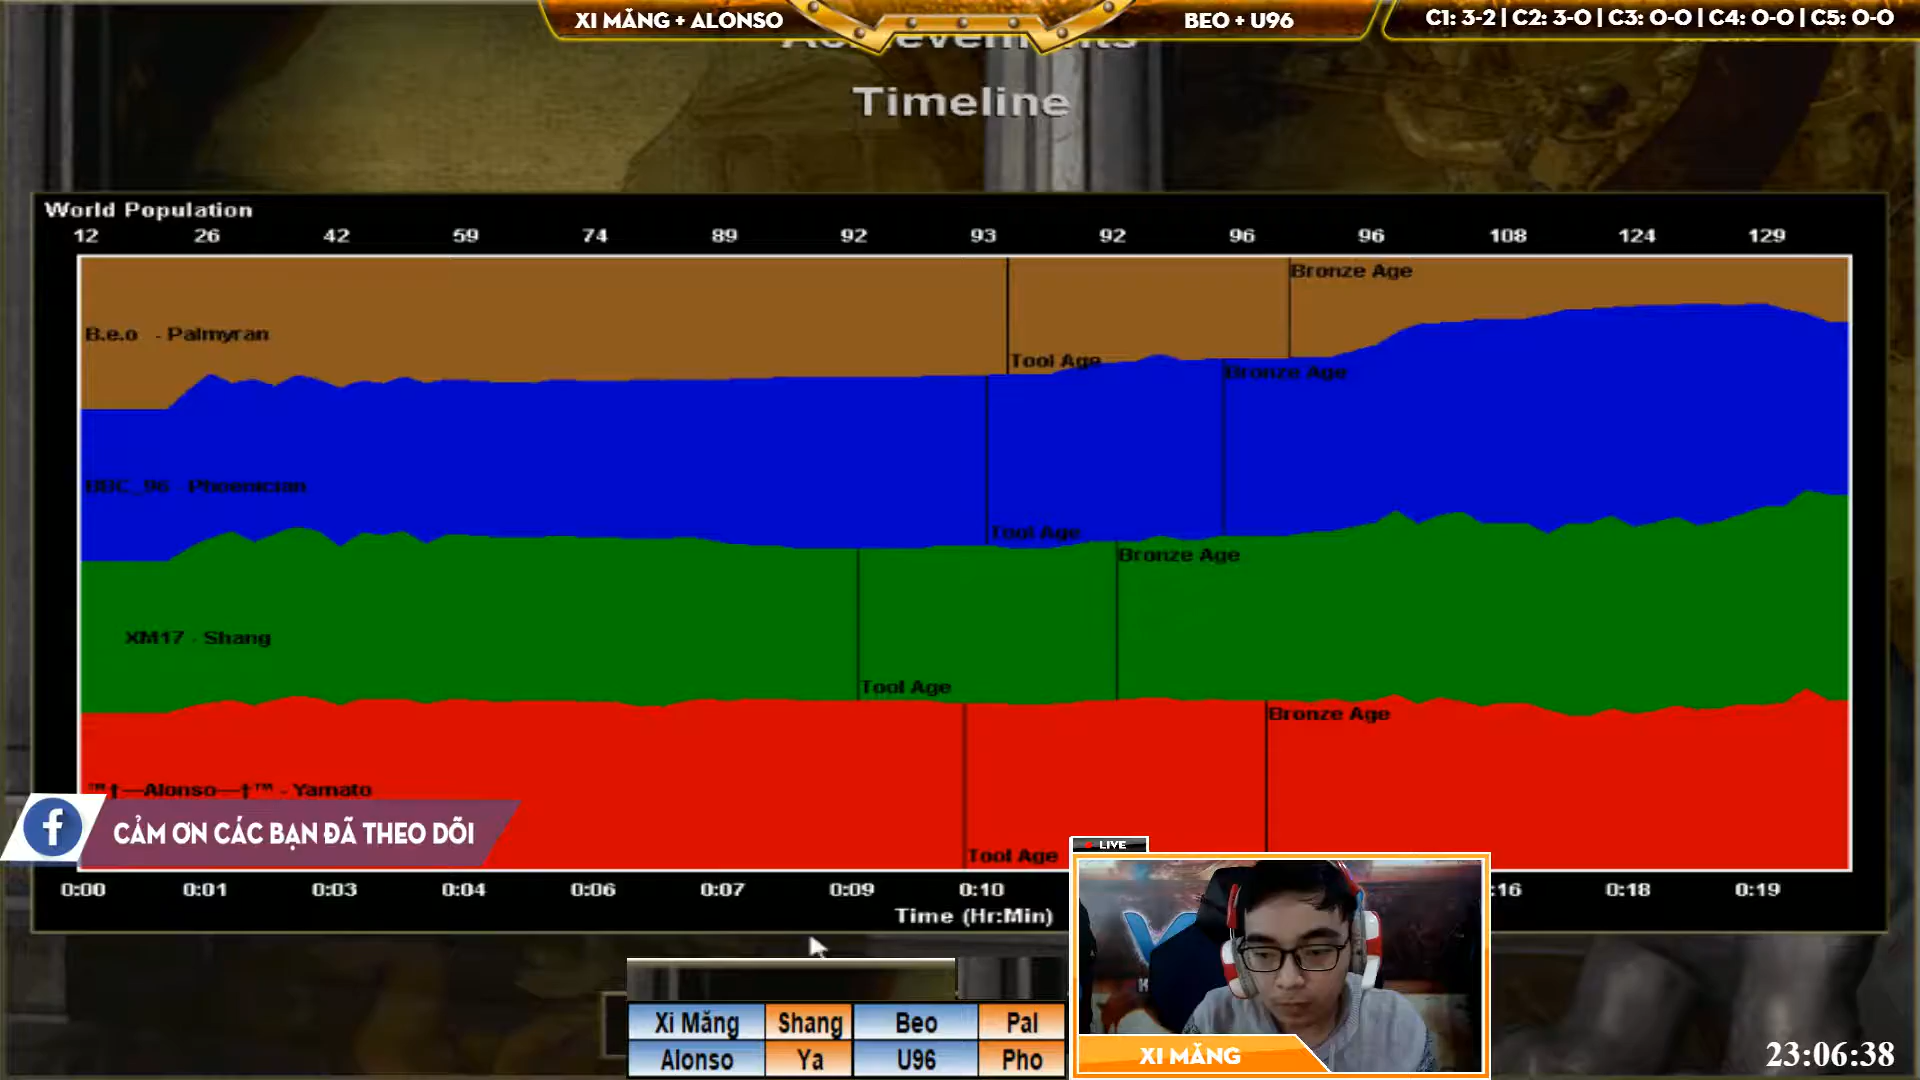 XI MĂNG + ALONSO
BEO + U96
C1: 3-2 | C2: 3-0 | C3: 0-0 | C4: 0-0 | C5: 0-0
Timeline
World Population
12 26 42 59 74 89 92 93 92 96 96 108 124 129
Bronze Age
B.e.o - Palmyran
Tool Age
Bronze Age
BBC_96 - Phoenician
Tool Age
Bronze Age
XM17 - Shang
Tool Age
Bronze Age
™†—Alonso—†™ - Yamato
CẢM ƠN CÁC BẠN ĐÃ THEO DÕI
Tool Age
LIVE
0:00 0:01 0:03 0:04 0:06 0:07 0:09 0:10 :16 0:18 0:19
Time (Hr:Min)
Xi Măng Shang Beo Pal
Alonso Ya U96 Pho
XI MĂNG
23:06:38